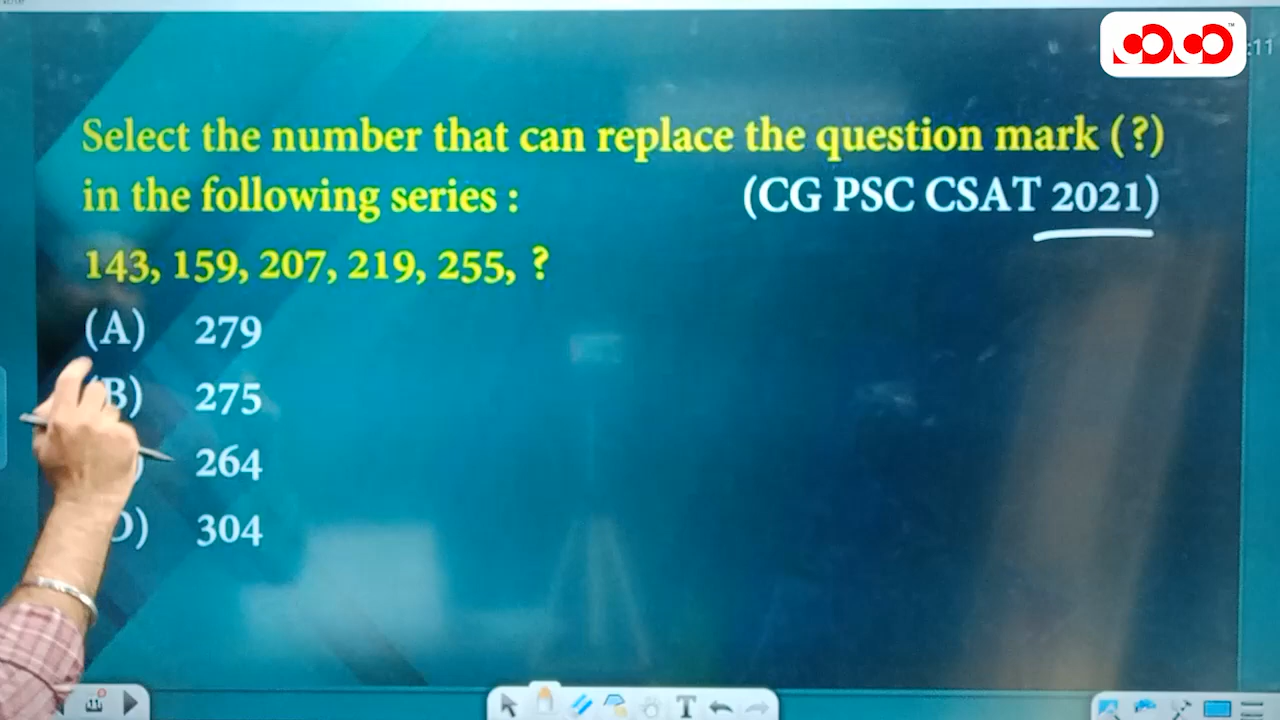 Select the number that can replace the question mark (?)
in the following series : (CG PSC CSAT 2021)
143, 159, 207, 219, 255, ?
(A) 279
(B) 275
264
D) 304